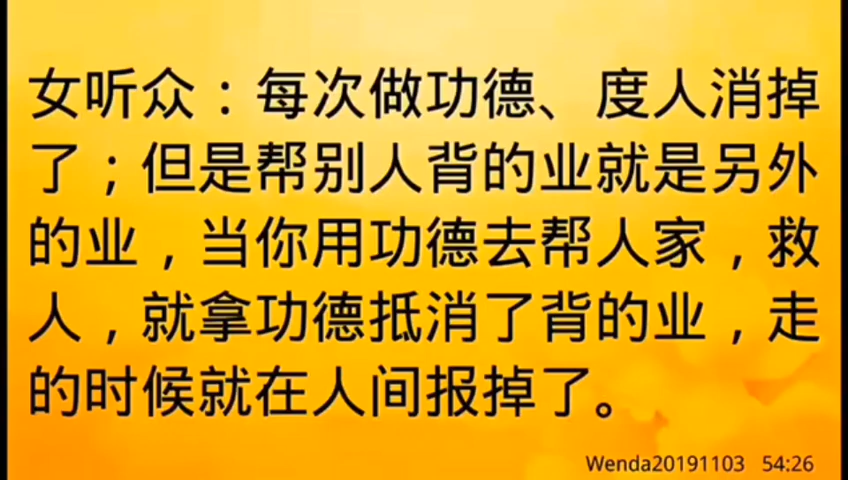 女听众：每次做功德、度人消掉
了；但是帮别人背的业就是另外
的业，当你用功德去帮人家，救
人，就拿功德抵消了背的业，走
的时候就在人间报掉了。
Wenda20191103 54:26